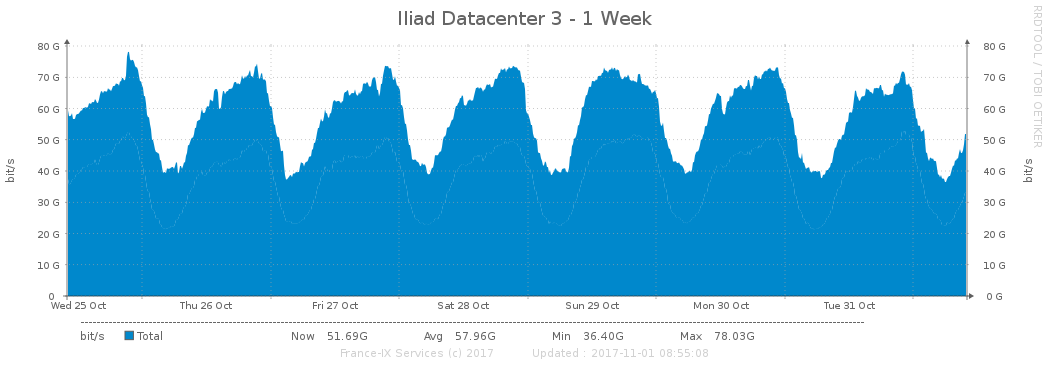 Iliad Datacenter 3 - 1 Week
RRDTOOL / TOBI OETIKER
bit/s
80 G
70 G
60 G
50 G
40 G
30 G
20 G
10 G
0
80 G
70 G
60 G
50 G
40 G
30 G
20 G
10 G
0 G
bit/s
Wed 25 Oct Thu 26 Oct Fri 27 Oct Sat 28 Oct Sun 29 Oct Mon 30 Oct Tue 31 Oct
bit/s Total Now 51.69G Avg 57.96G Min 36.40G Max 78.03G
France-IX Services (c) 2017 Updated : 2017-11-01 08:55:08